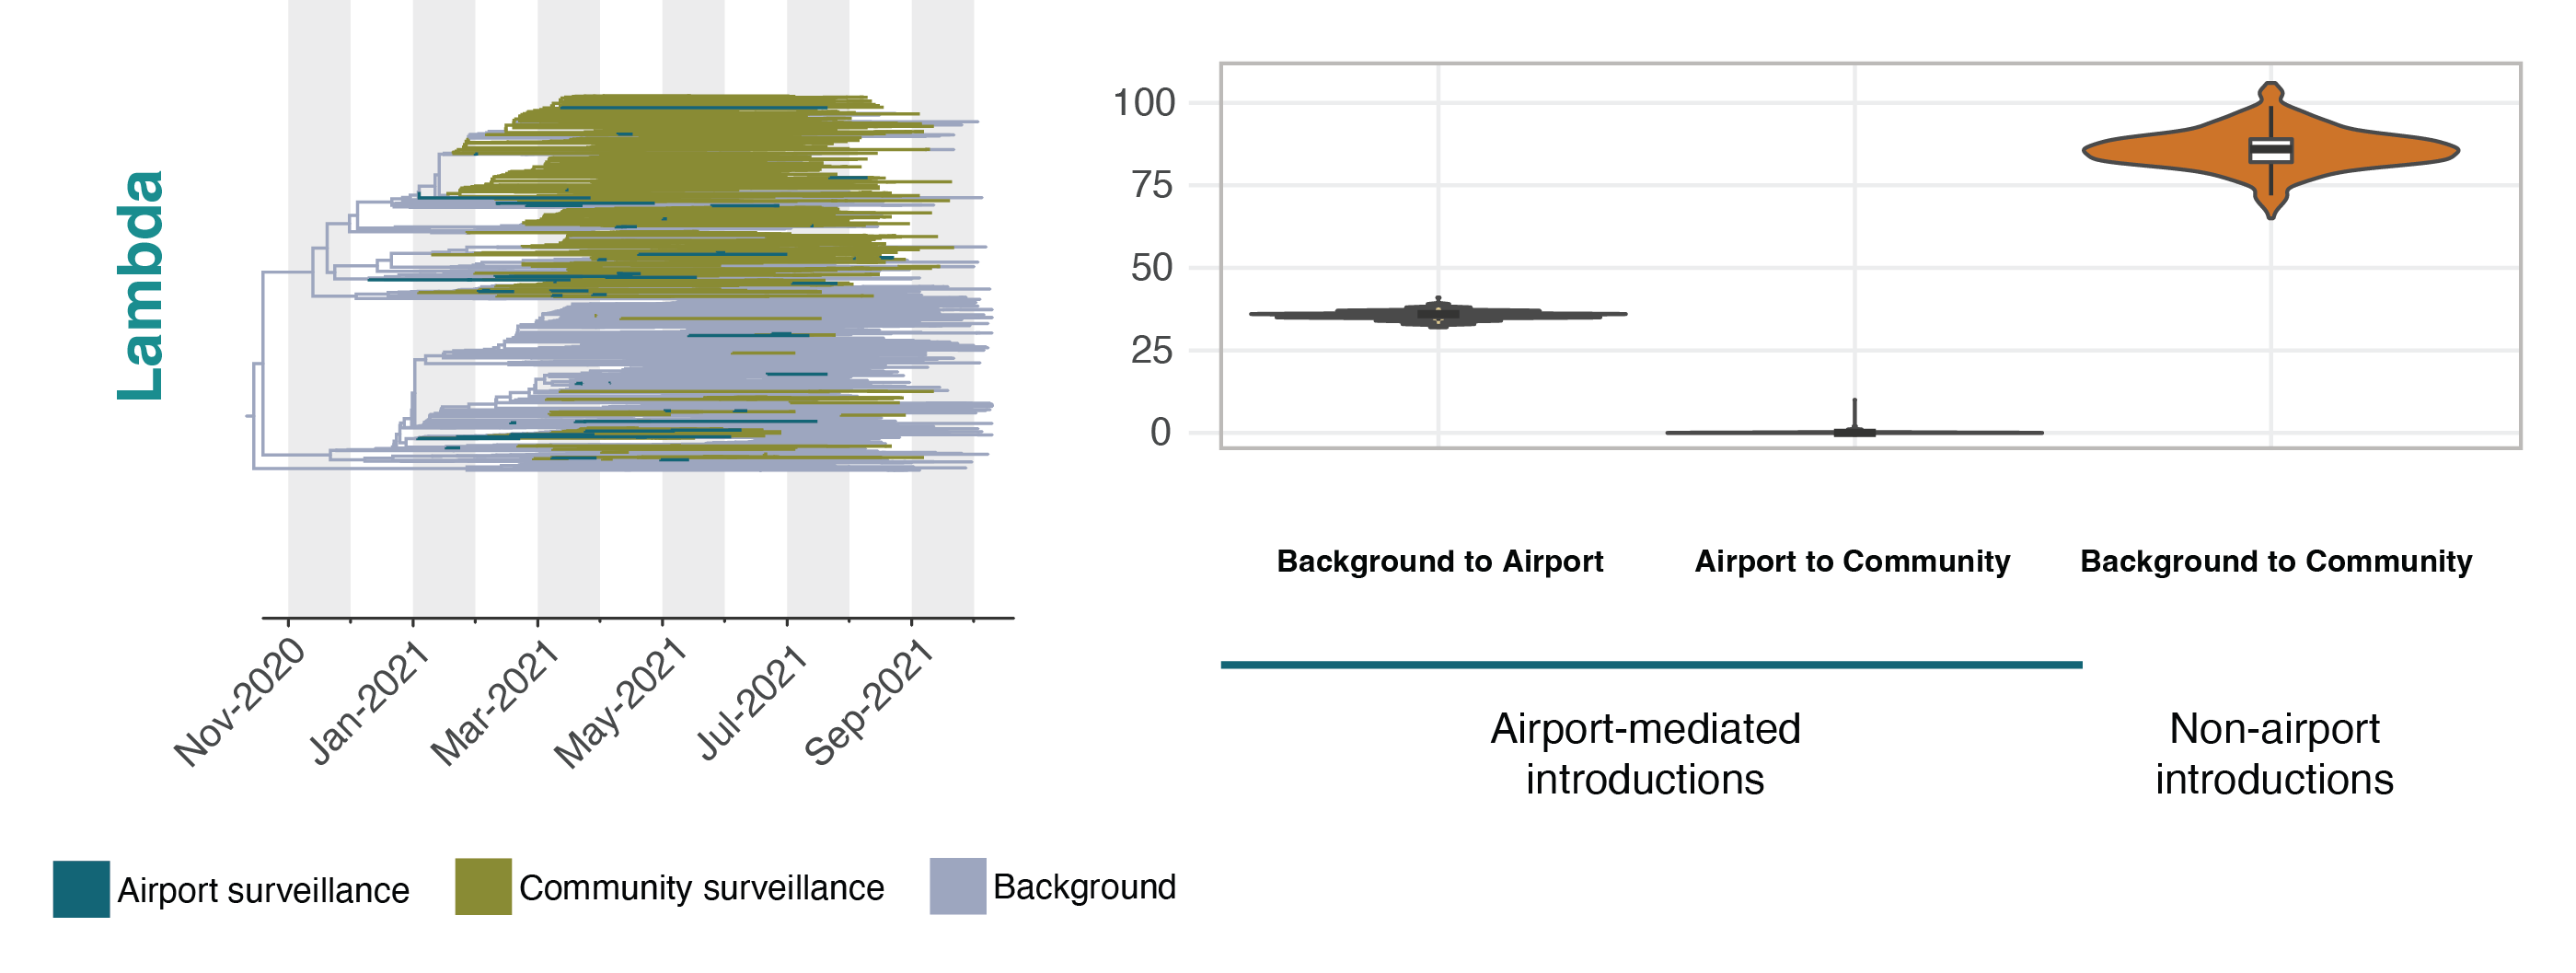 Lambda
Nov-2020
Jan-2021
Mar-2021
May-2021
Jul-2021
Sep-2021
100
75
50
25
0
Background to Airport
Airport to Community
Background to Community
Airport-mediated
introductions
Non-airport
introductions
Airport surveillance
Community surveillance
Background